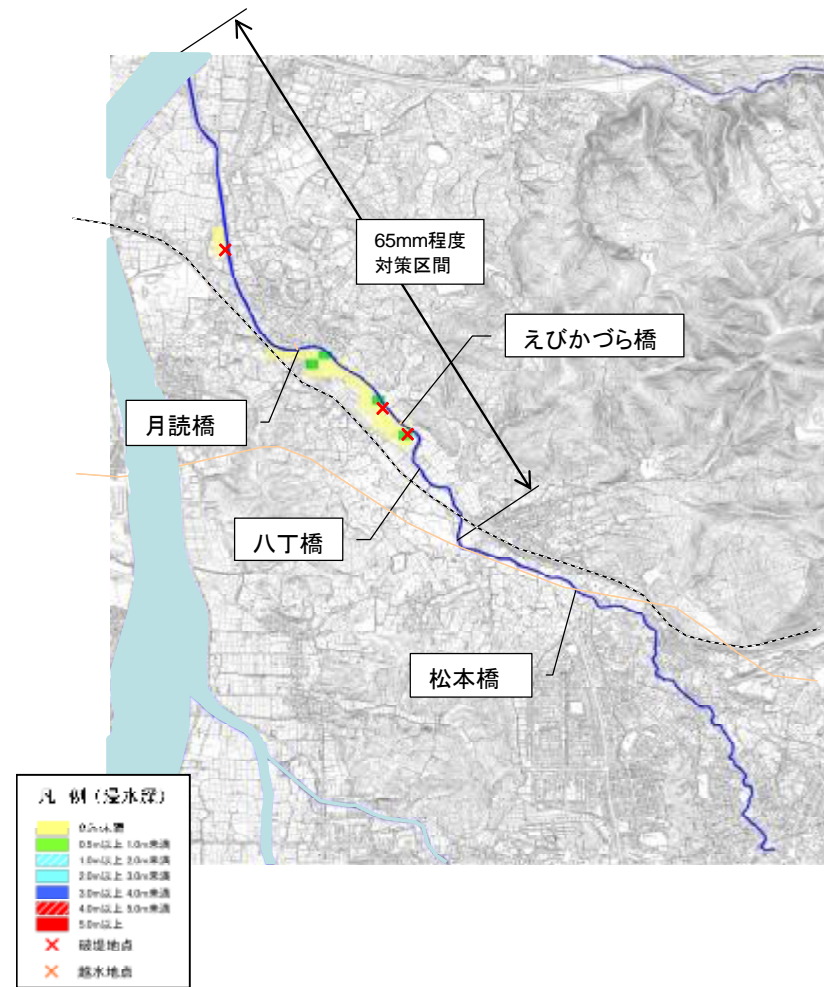 65mm程度
対策区間
えびかづら橋
月読橋
八丁橋
松本橋
凡 例 (浸水深)
0.5m未満
0.5m以上 1.0m未満
1.0m以上 2.0m未満
2.0m以上 3.0m未満
3.0m以上 4.0m未満
4.0m以上 5.0m未満
5.0m以上
破堤地点
越水地点